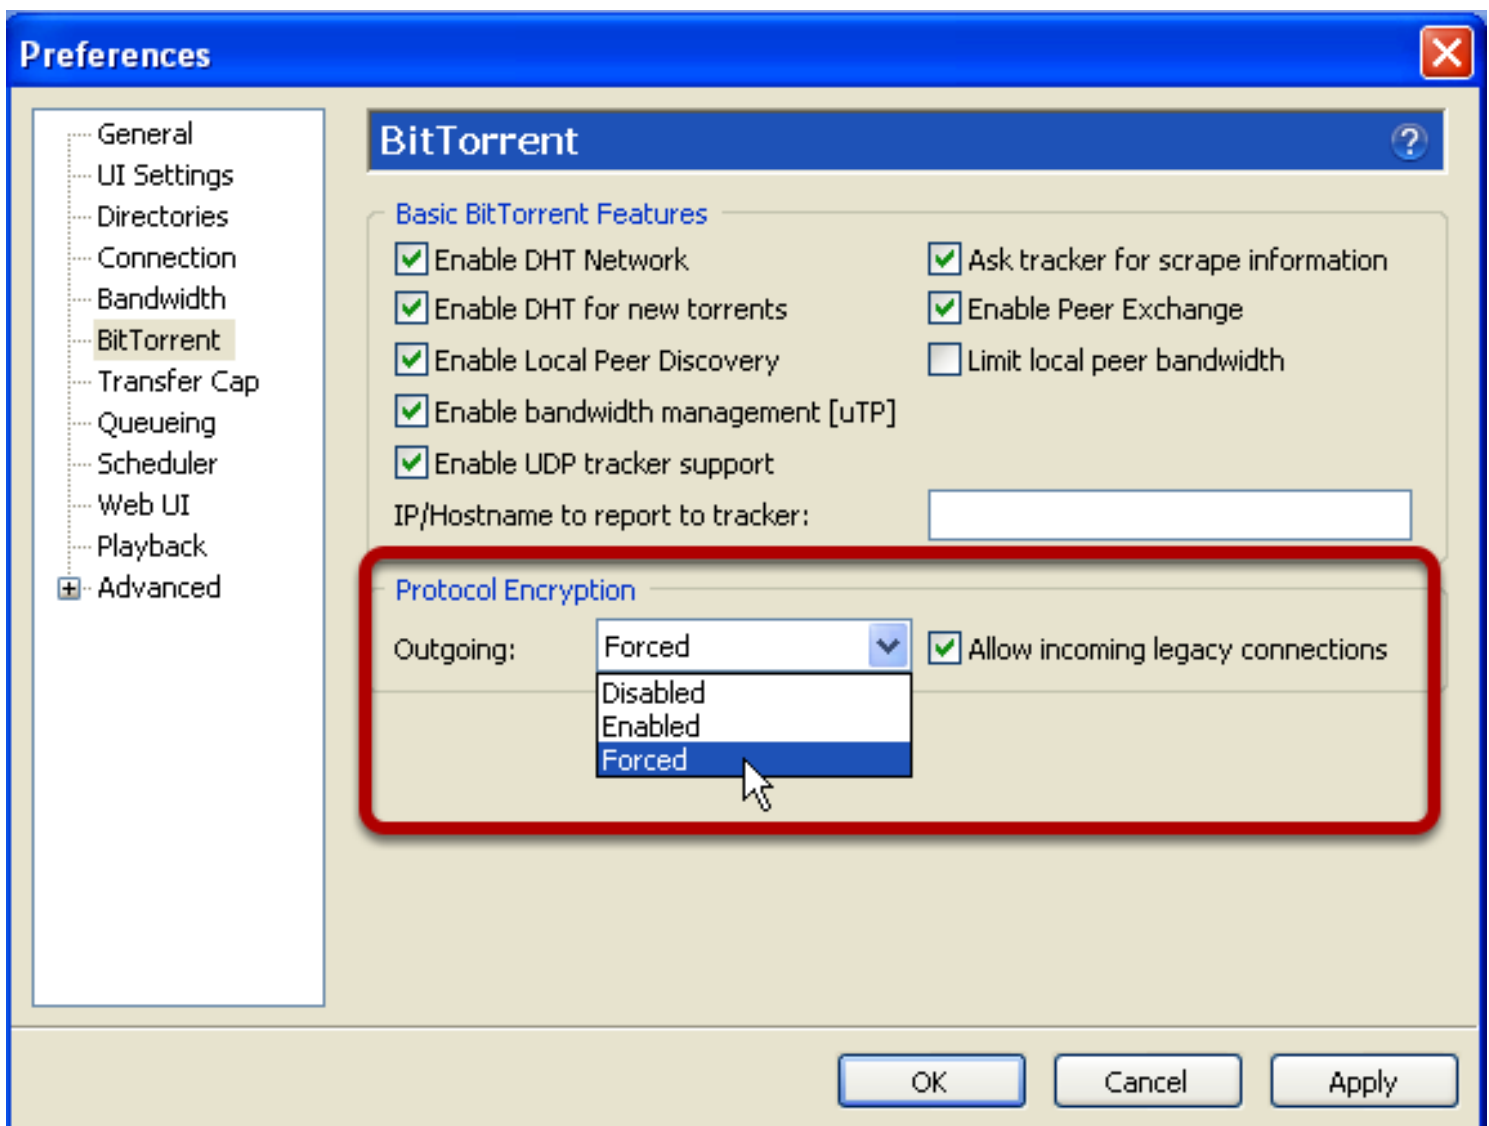 Preferences
General
UI Settings
Directories
Connection
Bandwidth
BitTorrent
Transfer Cap
Queueing
Scheduler
Web UI
Playback
Advanced
BitTorrent
Basic BitTorrent Features
Enable DHT Network
Ask tracker for scrape information
Enable DHT for new torrents
Enable Peer Exchange
Enable Local Peer Discovery
Limit local peer bandwidth
Enable bandwidth management [uTP]
Enable UDP tracker support
IP/Hostname to report to tracker:
Protocol Encryption
Outgoing:
Forced
Allow incoming legacy connections
Disabled
Enabled
Forced
OK
Cancel
Apply